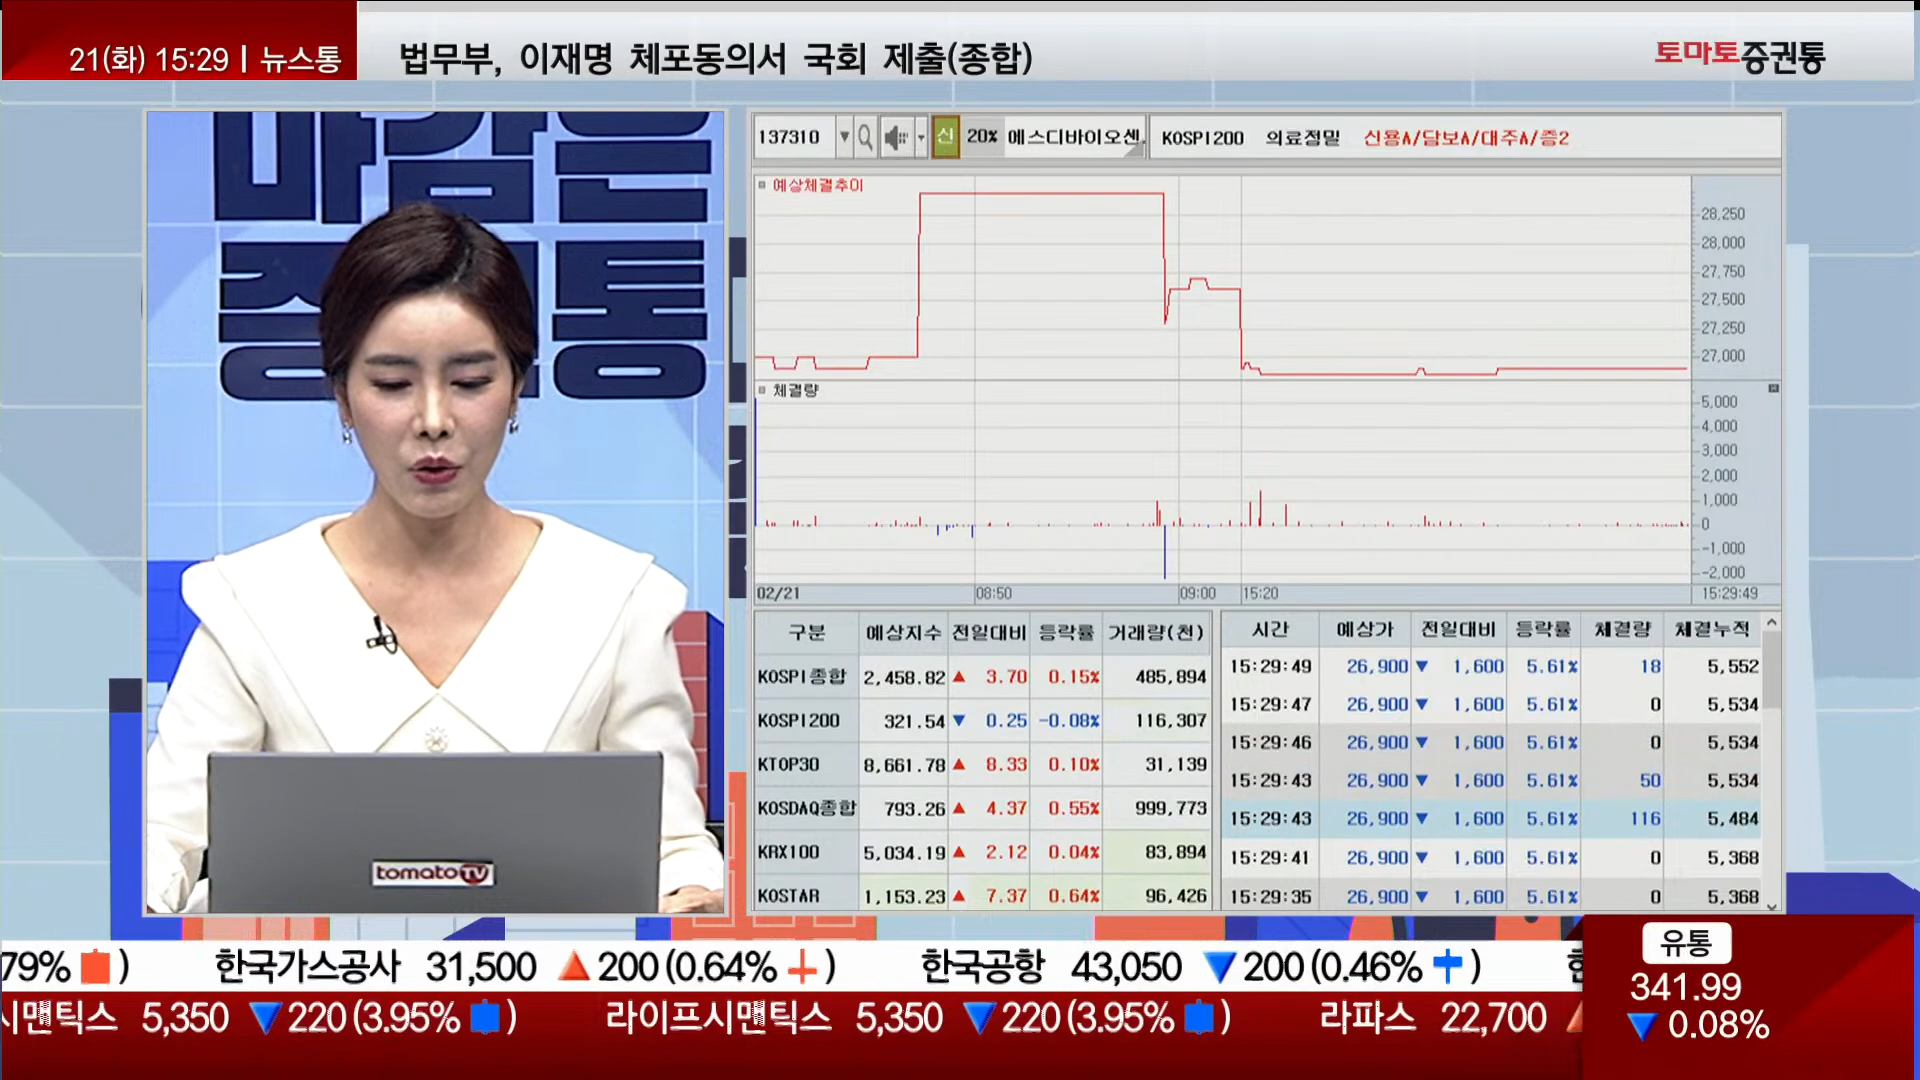 21(화) 15:29 | 뉴스통
법무부, 이재명 체포동의서 국회 제출(종합)
토마토증권통
마감은
137310 신 20% 에스디바이오센 KOSPI200 의료정밀 신용A/담보A/대주A/증2
예상체결추이
28,250
28,000
27,750
27,500
27,250
27,000
체결량
5,000
4,000
3,000
2,000
1,000
0
-1,000
-2,000
02/21 08:50 09:00 15:20 15:29:49
구분 예상지수 전일대비 등락률 거래량(천)
KOSPI종합 2,458.82 ▲ 3.70 0.15% 485,894
KOSPI200 321.54 ▼ 0.25 -0.08% 116,307
KTOP30 8,661.78 ▲ 8.33 0.10% 31,139
KOSDAQ종합 793.26 ▲ 4.37 0.55% 999,773
KRX100 5,034.19 ▲ 2.12 0.04% 83,894
KOSTAR 1,153.23 ▲ 7.37 0.64% 96,426
시간 예상가 전일대비 등락률 체결량 체결누적
15:29:49 26,900 ▼ 1,600 5.61% 18 5,552
15:29:47 26,900 ▼ 1,600 5.61% 0 5,534
15:29:46 26,900 ▼ 1,600 5.61% 0 5,534
15:29:43 26,900 ▼ 1,600 5.61% 50 5,534
15:29:43 26,900 ▼ 1,600 5.61% 116 5,484
15:29:41 26,900 ▼ 1,600 5.61% 0 5,368
15:29:35 26,900 ▼ 1,600 5.61% 0 5,368
tomatoTV
79% ) 한국가스공사 31,500 ▲200(0.64% +) 한국공항 43,050 ▼200(0.46% +)
시맨틱스 5,350 ▼220(3.95% ) 라이프시맨틱스 5,350 ▼220(3.95% ) 라파스 22,700
유통
341.99
▼ 0.08%